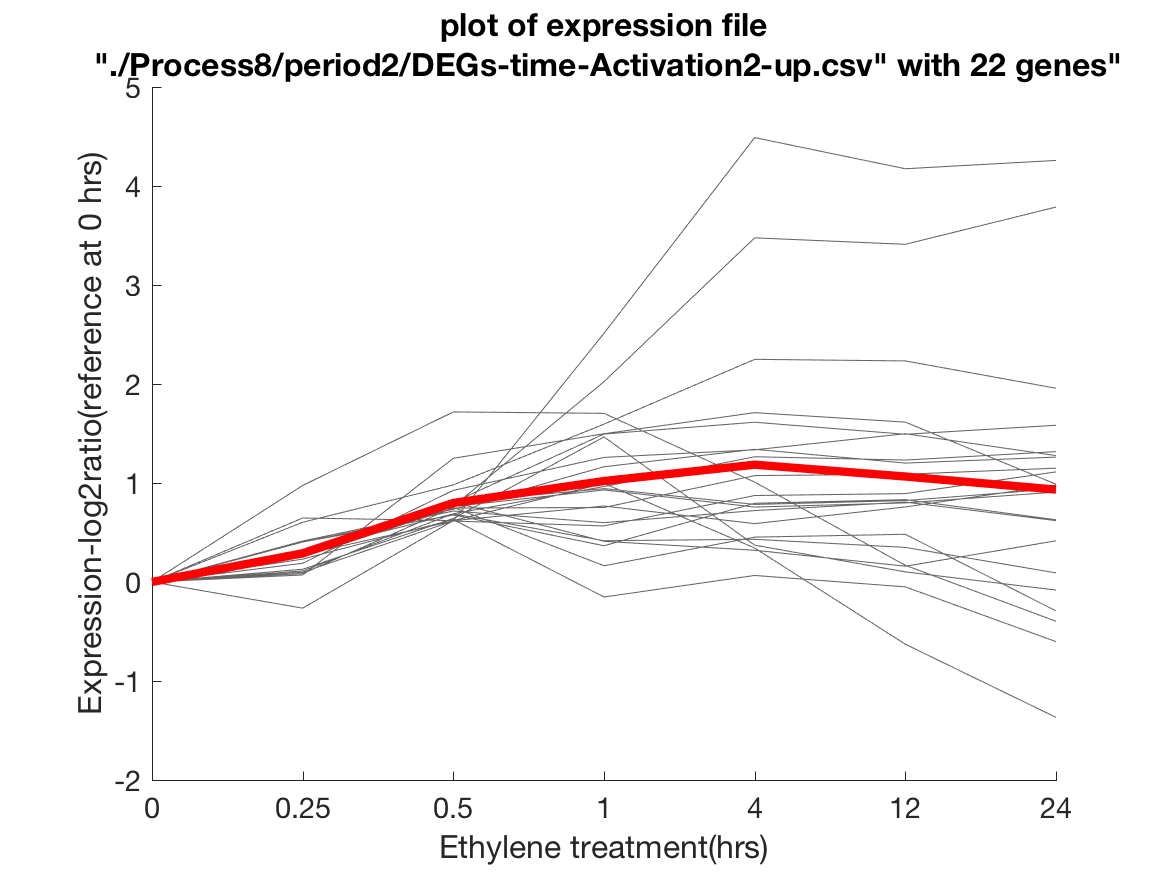 plot of expression file
"./Process8/period2/DEGs-time-Activation2-up.csv" with 22 genes"
5
4
3
2
1
0
-1
-2
Expression-log2ratio(reference at 0 hrs)
0 0.25 0.5 1 4 12 24
Ethylene treatment(hrs)